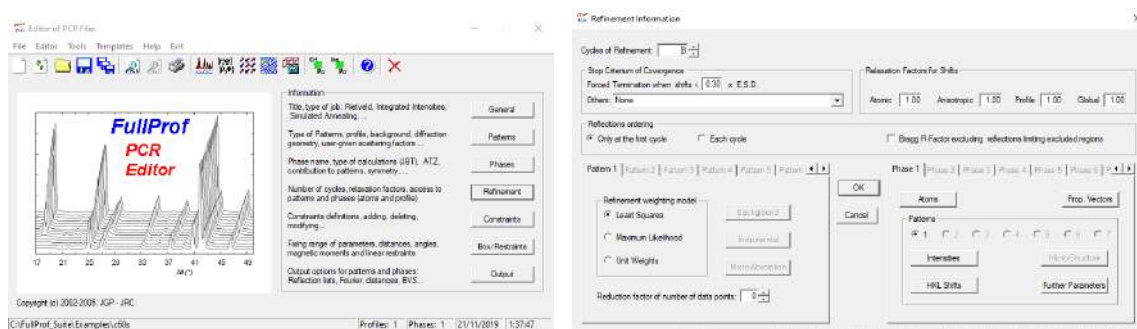 Editor of PCR Files
File Editor Tools Templates Help Exit
FullProf
PCR
Editor
17 21 25 29 33 37 41 45 49
2θ (°)
Information
Title, type of job: Rietveld, Integrated Intensities,
Simulated Annealing ...
General
Type of Patterns, profile, background, diffraction
geometry, user-given scattering factors ...
Patterns
Phase name, type of calculations (JBT), ATZ,
contribution to patterns, symmetry, ...
Phases
Number of cycles, relaxation factors, access to
patterns and phases (atoms and profile)
Refinement
Constraints definitions, adding, deleting,
modifying...
Constraints
Fixing range of parameters, distances, angles,
magnetic moments and linear restraints
Box/Restraints
Output options for patterns and phases:
Reflection lists, Fourier, distances, BVS...
Output
Copyright (c) 2002-2005. JGP - JRC
C:\FullProf_Suite\Examples\c60s
Profiles: 1 Phases: 1 21/11/2019 1:37:47
Refinement Information
Cycles of Refinement: 8
Stop Criterium of Covergence
Forced Termination when shifts < 0.30 x E.S.D.
Others: None
Relaxation Factors for Shifts
Atomic 1.00 Anisotropic 1.00 Profile 1.00 Global 1.00
Reflections ordering
Only at the first cycle Each cycle
Bragg R-Factor excluding reflections limiting excluded regions
Pattern 1 Pattern 2 Pattern 3 Pattern 4 Pattern 5 Pattern
Refinement weighting model
Least Squares
Maximum Likelihood
Unit Weights
Background
Instrumental
Micro-Absorption
Reduction factor of number of data points: 0
OK
Cancel
Phase 1 Phase 2 Phase 3 Phase 4 Phase 5 Phase 6 P
Atoms
Prop. Vectors
Patterns
1 2 3 4 5 6 7
Intensities
Micro-Structure
HKL Shifts
Further Parameters